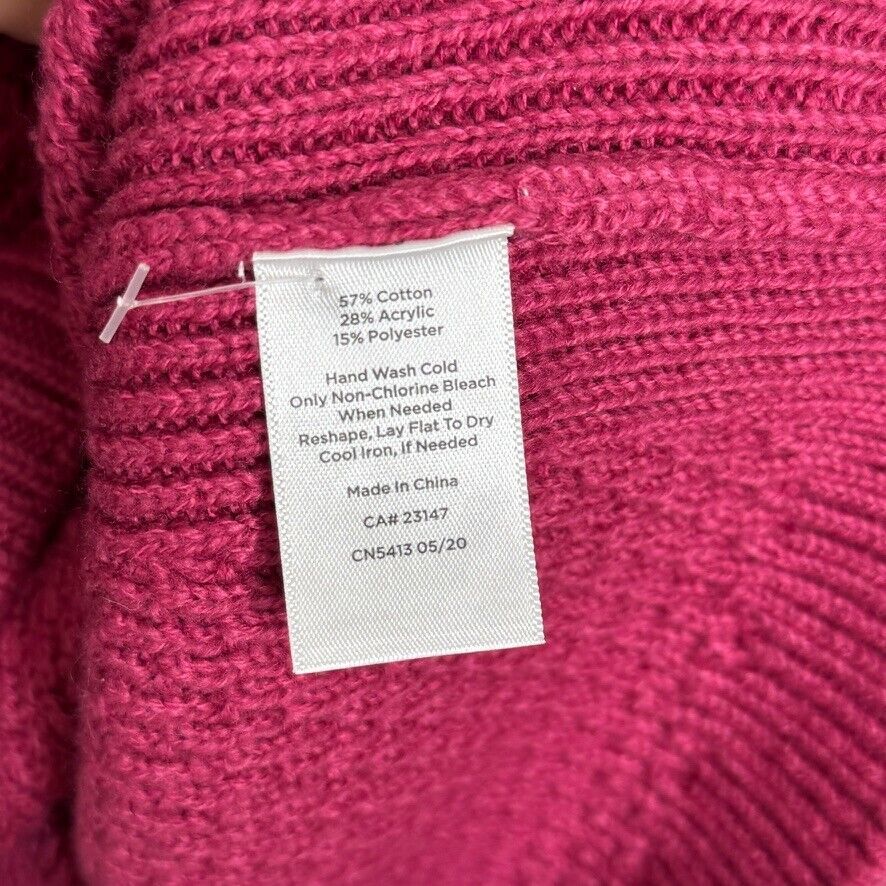 57% Cotton
28% Acrylic
15% Polyester
Hand Wash Cold
Only Non-Chlorine Bleach
When Needed
Reshape, Lay Flat To Dry
Cool Iron, If Needed
Made In China
CA# 23147
CN5413 05/20